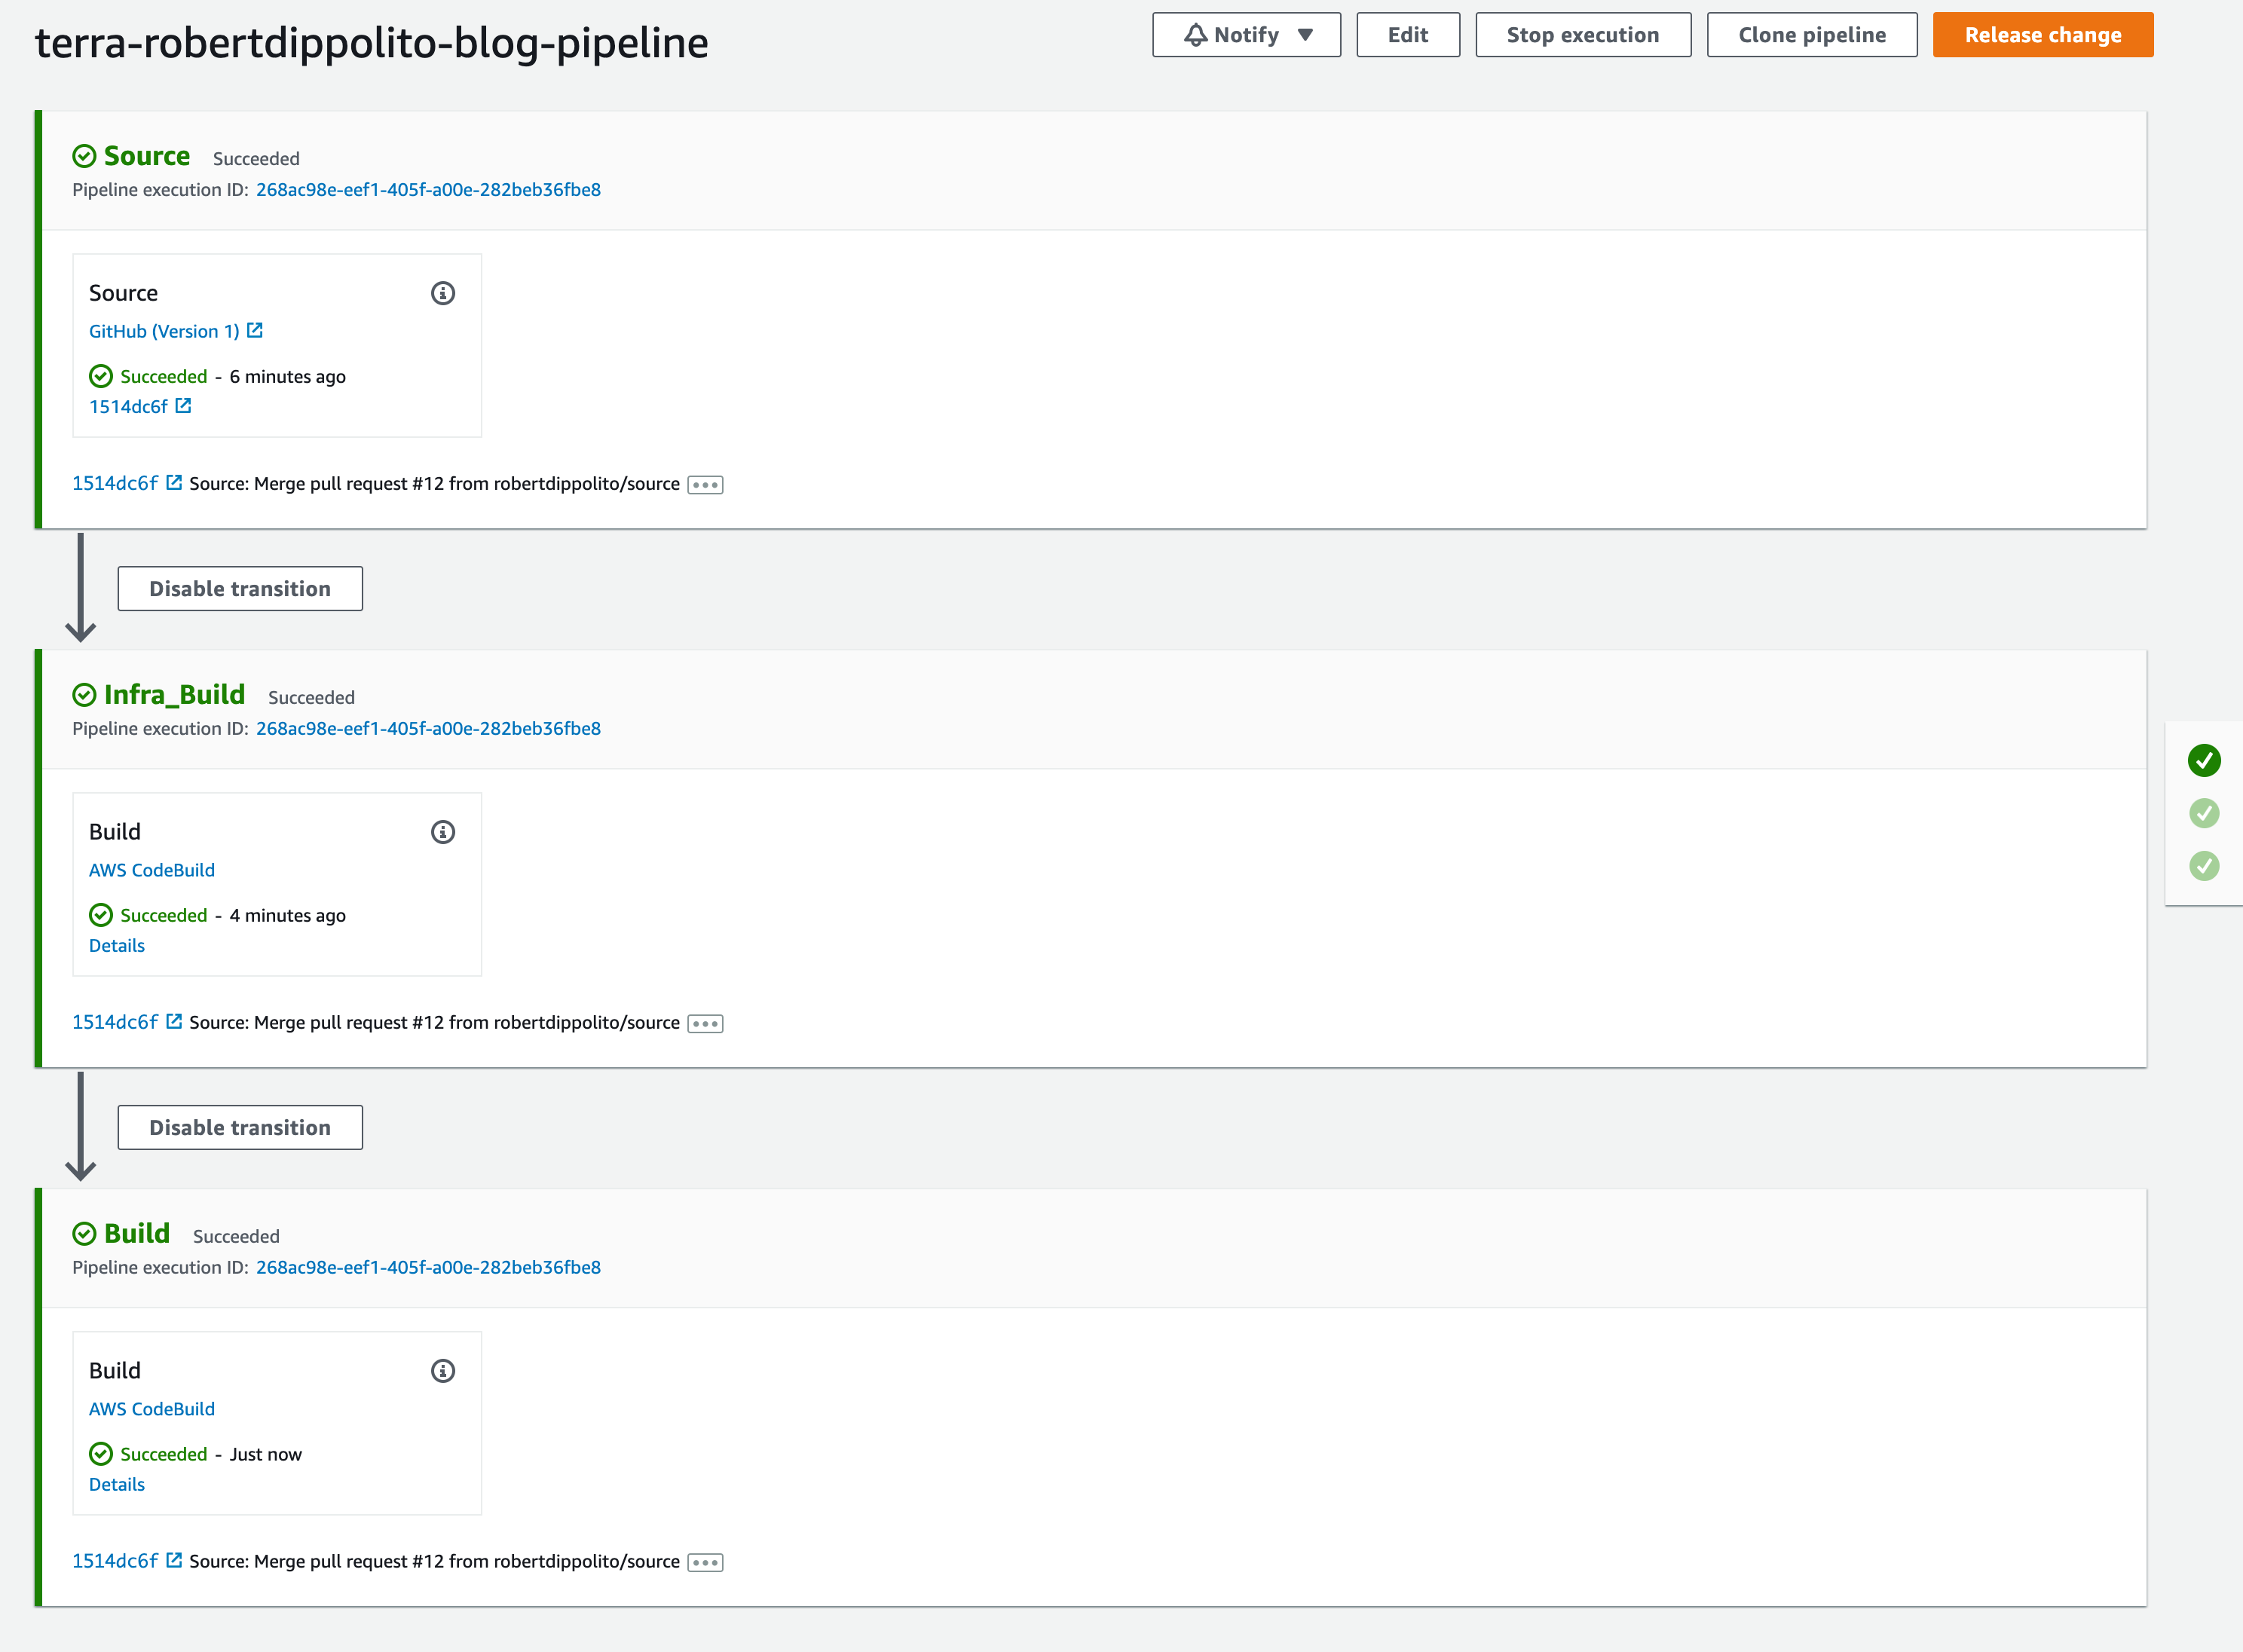 terra-robertdippolito-blog-pipeline
Notify
Edit
Stop execution
Clone pipeline
Release change
Source Succeeded
Pipeline execution ID: 268ac98e-eef1-405f-a00e-282beb36fbe8
Source
GitHub (Version 1)
Succeeded - 6 minutes ago
1514dc6f
1514dc6f Source: Merge pull request #12 from robertdippolito/source
Disable transition
Infra_Build Succeeded
Pipeline execution ID: 268ac98e-eef1-405f-a00e-282beb36fbe8
Build
AWS CodeBuild
Succeeded - 4 minutes ago
Details
1514dc6f Source: Merge pull request #12 from robertdippolito/source
Disable transition
Build Succeeded
Pipeline execution ID: 268ac98e-eef1-405f-a00e-282beb36fbe8
Build
AWS CodeBuild
Succeeded - Just now
Details
1514dc6f Source: Merge pull request #12 from robertdippolito/source